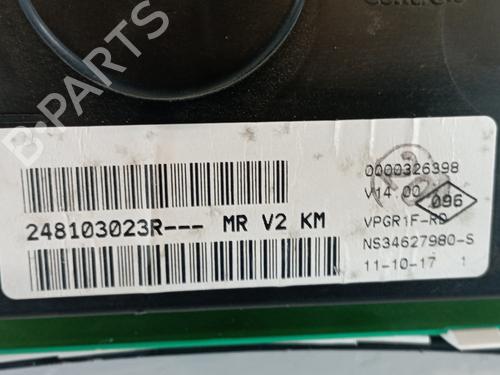 B-PARTS
248103023R--- MR V2 KM
0000326398
V14.00
096
VPGR1F-RD
NS34627980-S
11-10-17 1